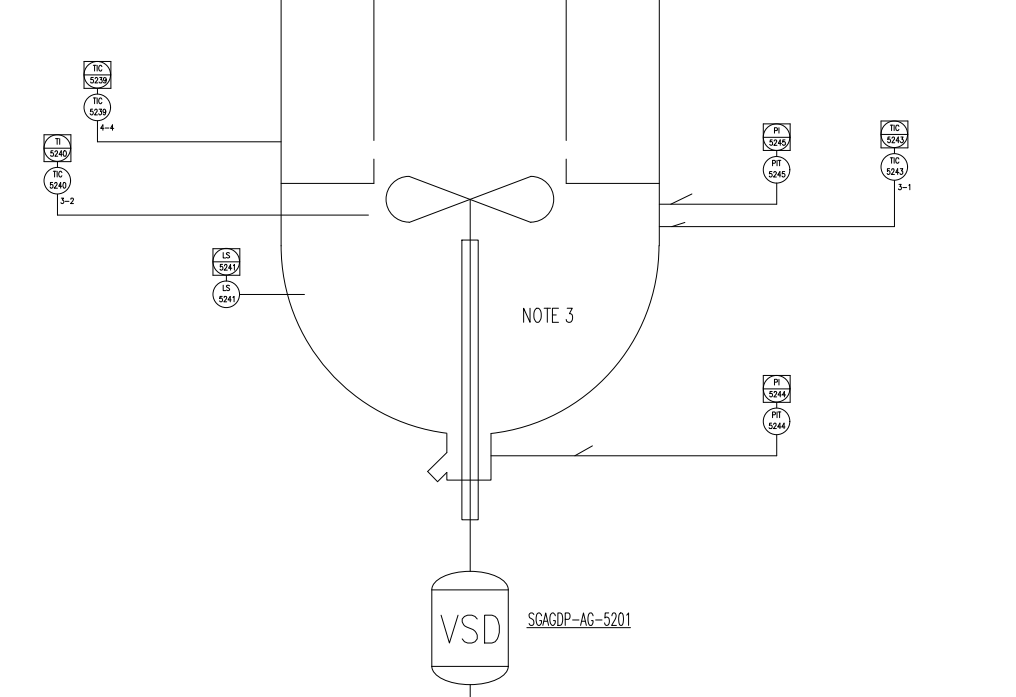 TIC
5239
TIC
5239
4-4
TI
5240
TIC
5240
3-2
LS
5241
LS
5241
PI
5245
PIT
5245
TIC
5243
TIC
5243
3-1
NOTE 3
PI
5244
PIT
5244
VSD
SGAGDP-AG-5201